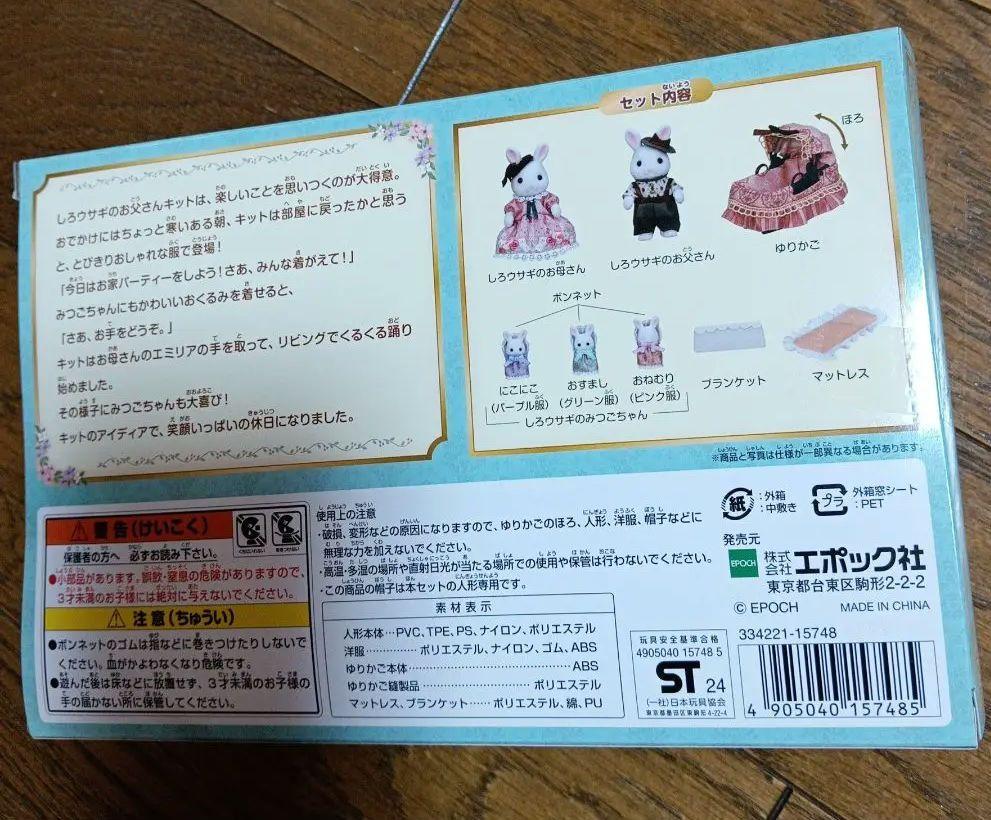 しろウサギのお父さんキットは、楽しいことを思いつくのが大得意。
おでかけにはちょっと寒いある朝、キットは部屋に戻ったかと思う
と、とびきりおしゃれな服で登場！
「今日はお家パーティーをしよう！さあ、みんな着がえて！」
みつごちゃんにもかわいいおくるみを着せると、
「さあ、お手をどうぞ。」
キットはお母さんのエミリアの手を取って、リビングでくるくる踊り
始めました。
その様子にみつごちゃんも大喜び！
キットのアイディアで、笑顔いっぱいの休日になりました。
セット内容
ほろ
しろウサギのお母さん
しろウサギのお父さん
ゆりかご
ボンネット
にこにこ
(パープル服)
おすまし
(グリーン服)
おねむり
(ピンク服)
しろウサギのみつごちゃん
ブランケット
マットレス
※商品と写真は仕様が一部異なる場合があります。
警告(けいこく)
保護者の方へ 必ずお読み下さい。
●小部品があります。誤飲・窒息の危険がありますので、
3才未満のお子様には絶対に与えないでください。
注意(ちゅうい)
●ボンネットのゴムは指などに巻きつけたりしないで
ください。血がかよわなくなり危険です。
●遊んだ後は床などに放置せず、3才未満のお子様の
手の届かない所に保管してください。
使用上の注意
・破損、変形などの原因になりますので、ゆりかごのほろ、人形、洋服、帽子などに
無理な力を加えないでください。
・高温・多湿の場所や直射日光が当たる場所での使用や保管は行わないでください。
・この商品の帽子は本セットの人形専用です。
素材表示
人形本体…PVC、TPE、PS、ナイロン、ポリエステル
洋服……………ポリエステル、ナイロン、ゴム、ABS
ゆりかご本体……………………………ABS
ゆりかご縫製品……………………ポリエステル
マットレス、ブランケット……ポリエステル、綿、PU
紙
：外箱
：中敷き
プラ
外箱窓シート
：PET
発売元
EPOCH
株式会社エポック社
東京都台東区駒形2-2-2
© EPOCH
MADE IN CHINA
玩具安全基準合格
4905040 15748 5
ST 24
(一社)日本玩具協会
東京都墨田区東駒形4-22-4
334221-15748
4 905040 157485